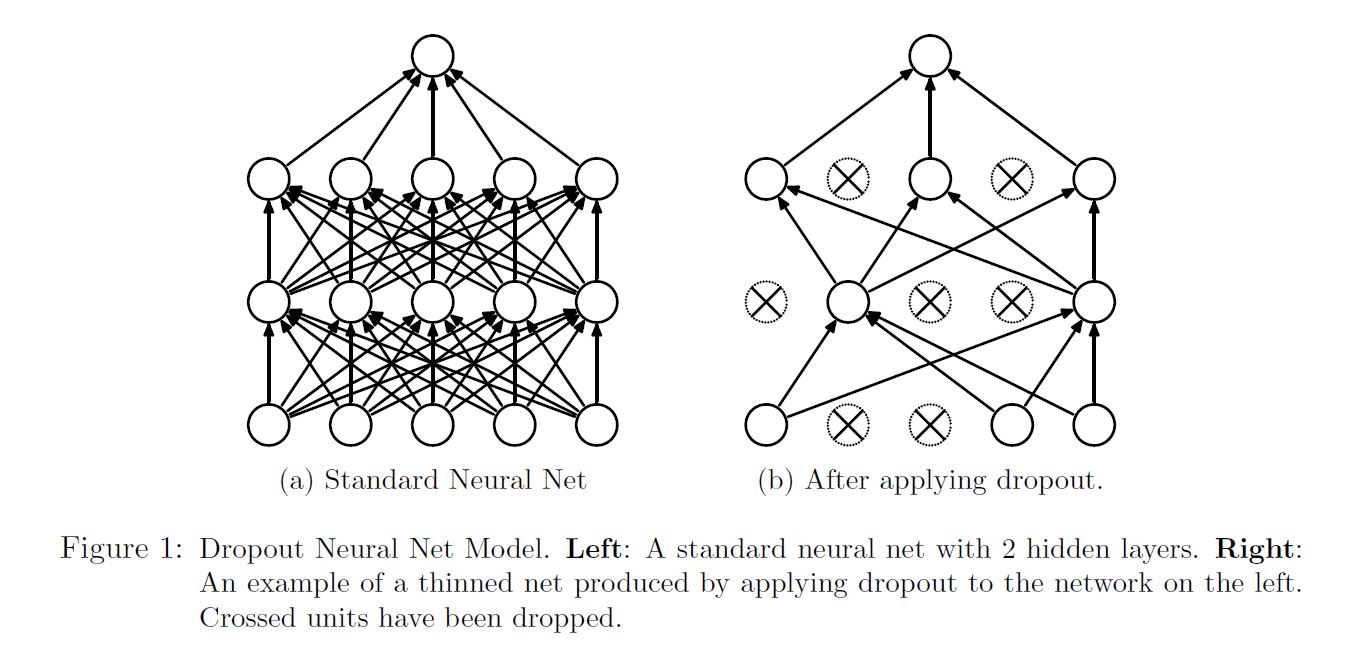 (a) Standard Neural Net
(b) After applying dropout.
Figure 1: Dropout Neural Net Model. Left: A standard neural net with 2 hidden layers. Right:
An example of a thinned net produced by applying dropout to the network on the left.
Crossed units have been dropped.